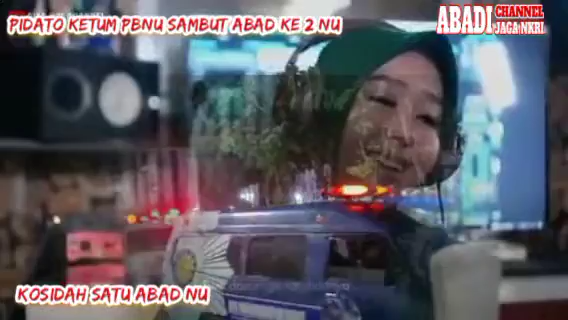 PIDATO KETUM PBNU SAMBUT ABAD KE 2 NU
ABADI CHANNEL
JAGA NKRI
KOSIDAH SATU ABAD NU